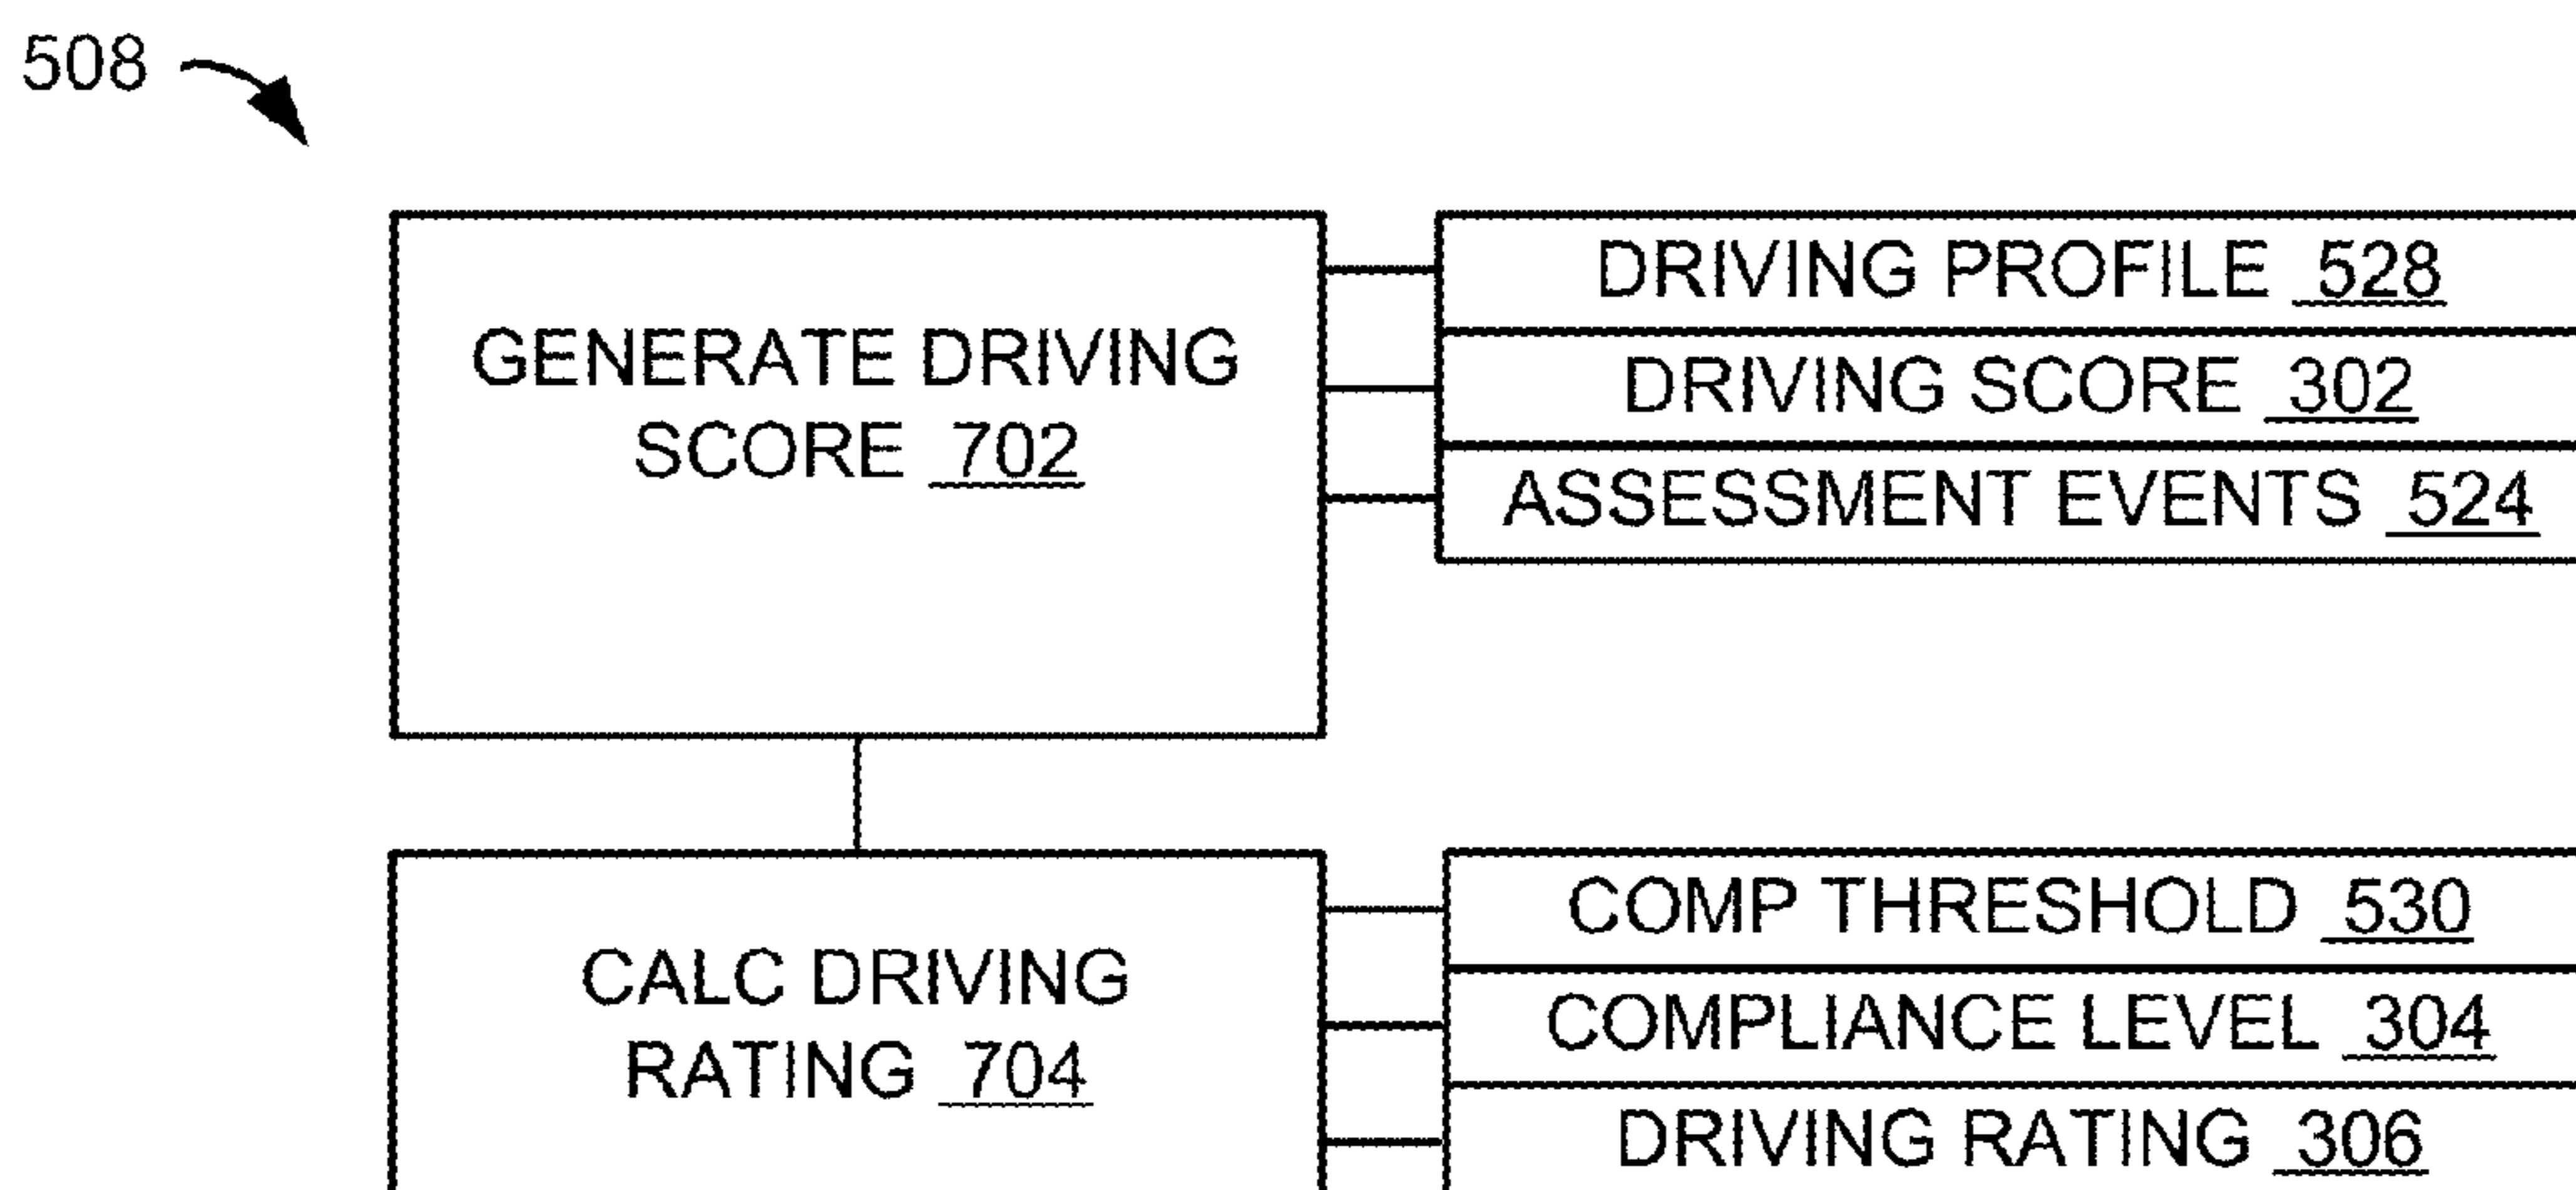 508
GENERATE DRIVING
SCORE 702
DRIVING PROFILE 528
DRIVING SCORE 302
ASSESSMENT EVENTS 524
CALC DRIVING
RATING 704
COMP THRESHOLD 530
COMPLIANCE LEVEL 304
DRIVING RATING 306